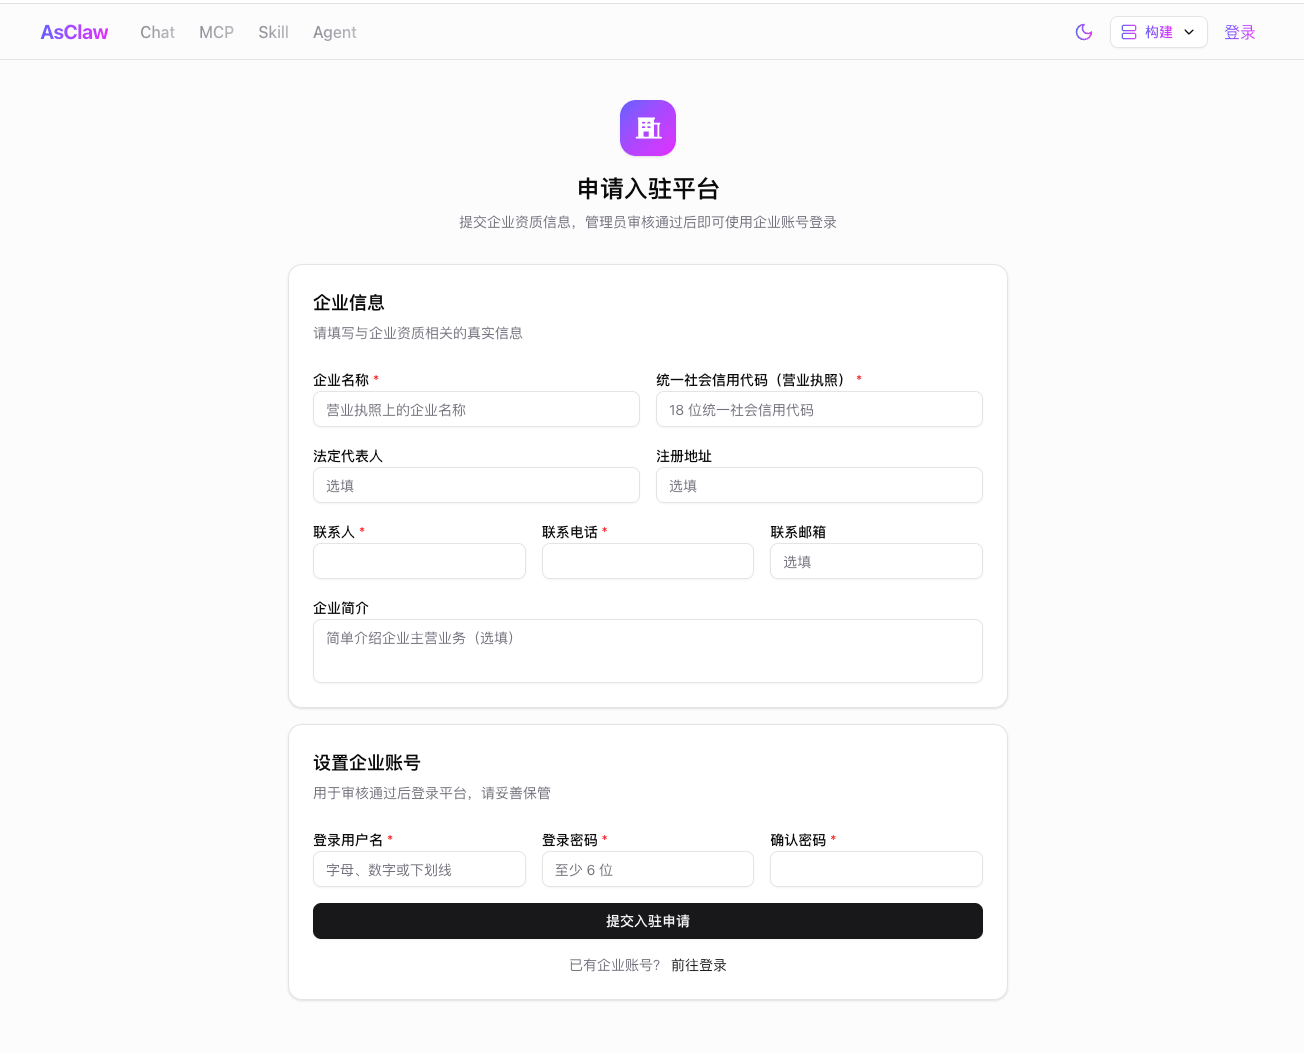 AsClaw Chat MCP Skill Agent 构建 登录
申请入驻平台
提交企业资质信息，管理员审核通过后即可使用企业账号登录
企业信息
请填写与企业资质相关的真实信息
企业名称 * 统一社会信用代码（营业执照） *
营业执照上的企业名称 18 位统一社会信用代码
法定代表人 注册地址
选填 选填
联系人 * 联系电话 * 联系邮箱
选填
企业简介
简单介绍企业主营业务（选填）
设置企业账号
用于审核通过后登录平台，请妥善保管
登录用户名 * 登录密码 * 确认密码 *
字母、数字或下划线 至少 6 位
提交入驻申请
已有企业账号？ 前往登录